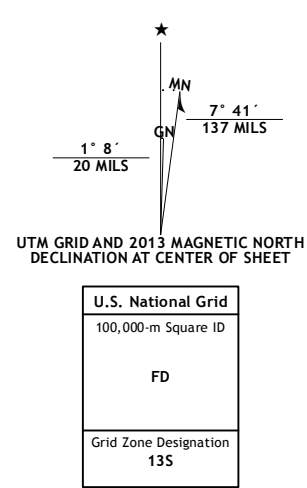 ★
MN
7° 41´
137 MILS
GN
1° 8´
20 MILS
UTM GRID AND 2013 MAGNETIC NORTH
DECLINATION AT CENTER OF SHEET
U.S. National Grid
100,000-m Square ID
FD
Grid Zone Designation
13S